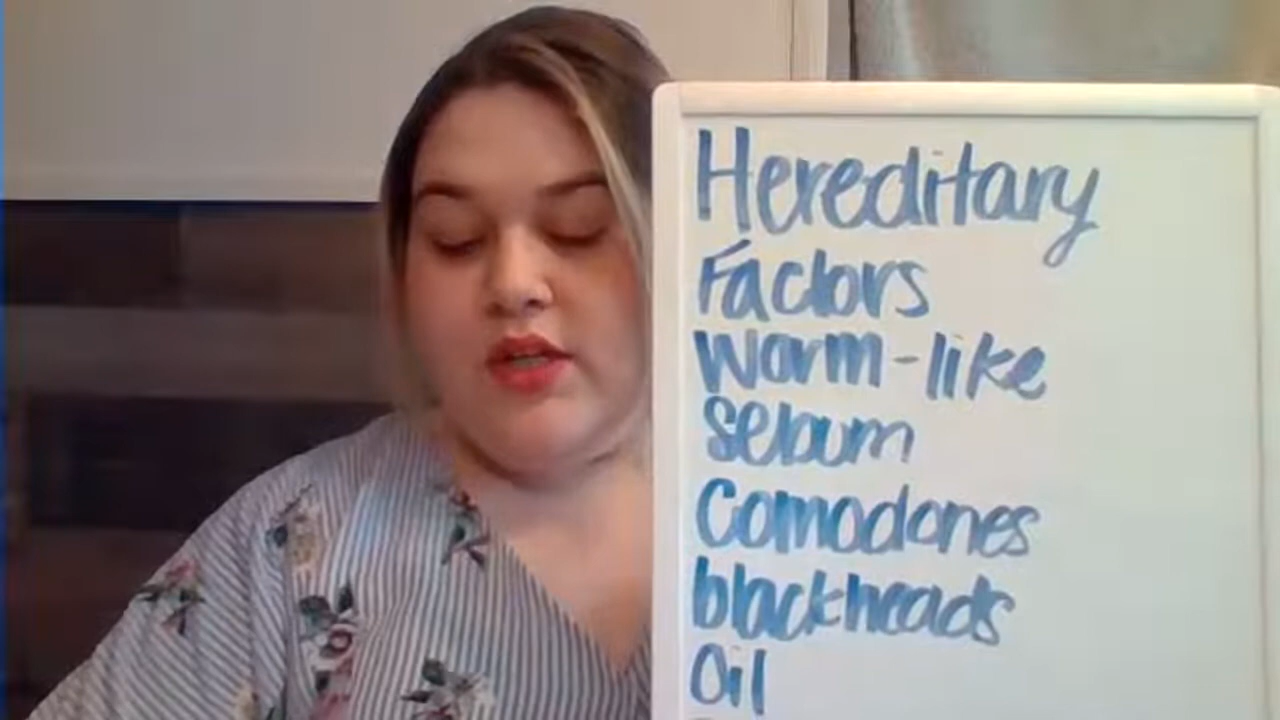 Hereditary
Factors
Worm-like
Sebum
Comodones
blackheads
Oil